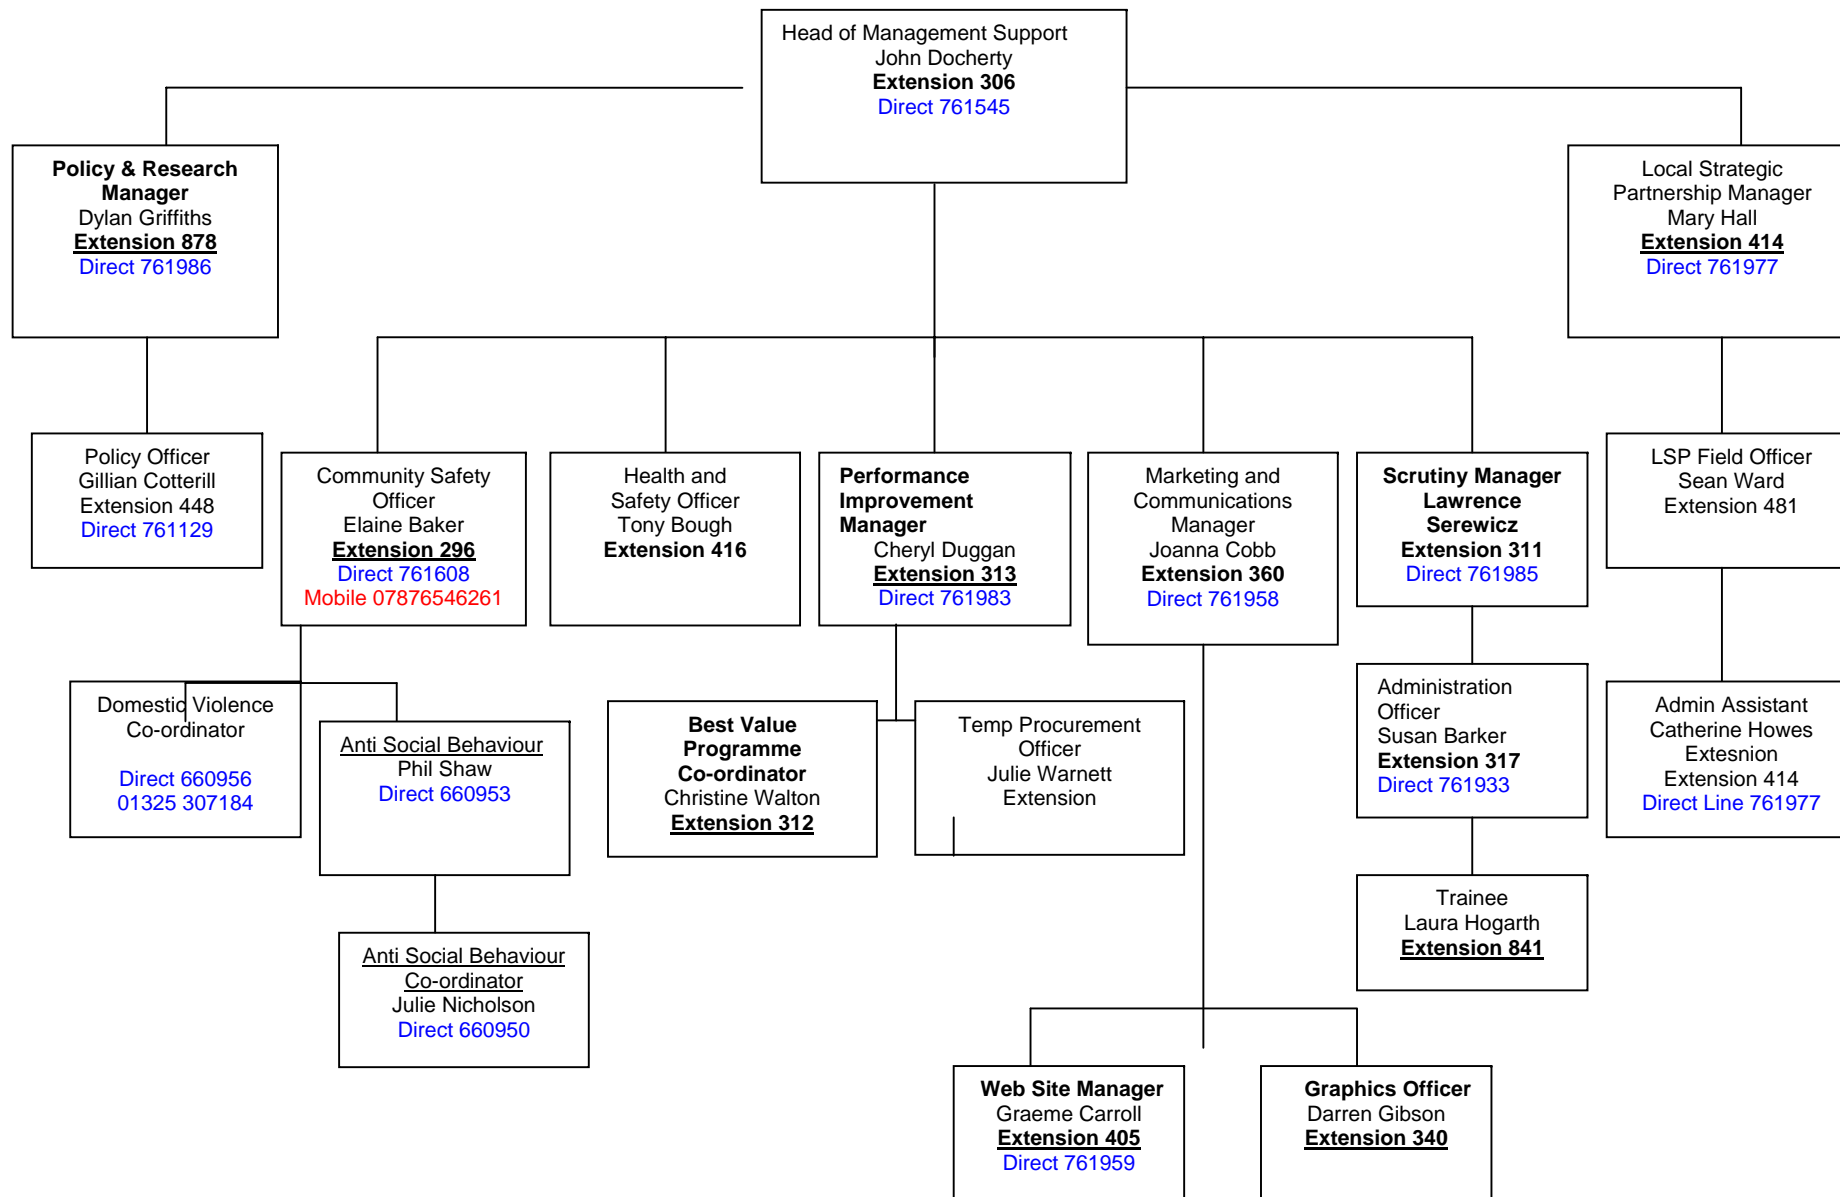 Head of Management Support
John Docherty
Extension 306
Direct 761545
Policy & Research
Manager
Dylan Griffiths
Extension 878
Direct 761986
Local Strategic
Partnership Manager
Mary Hall
Extension 414
Direct 761977
Policy Officer
Gillian Cotterill
Extension 448
Direct 761129
Community Safety
Officer
Elaine Baker
Extension 296
Direct 761608
Mobile 07876546261
Health and
Safety Officer
Tony Bough
Extension 416
Performance
Improvement
Manager
Cheryl Duggan
Extension 313
Direct 761983
Marketing and
Communications
Manager
Joanna Cobb
Extension 360
Direct 761958
Scrutiny Manager
Lawrence
Serewicz
Extension 311
Direct 761985
LSP Field Officer
Sean Ward
Extension 481
Domestic Violence
Co-ordinator
Direct 660956
01325 307184
Anti Social Behaviour
Phil Shaw
Direct 660953
Best Value
Programme
Co-ordinator
Christine Walton
Extension 312
Temp Procurement
Officer
Julie Warnett
Extension
Administration
Officer
Susan Barker
Extension 317
Direct 761933
Admin Assistant
Catherine Howes
Extesnion
Extension 414
Direct Line 761977
Trainee
Laura Hogarth
Extension 841
Anti Social Behaviour
Co-ordinator
Julie Nicholson
Direct 660950
Web Site Manager
Graeme Carroll
Extension 405
Direct 761959
Graphics Officer
Darren Gibson
Extension 340